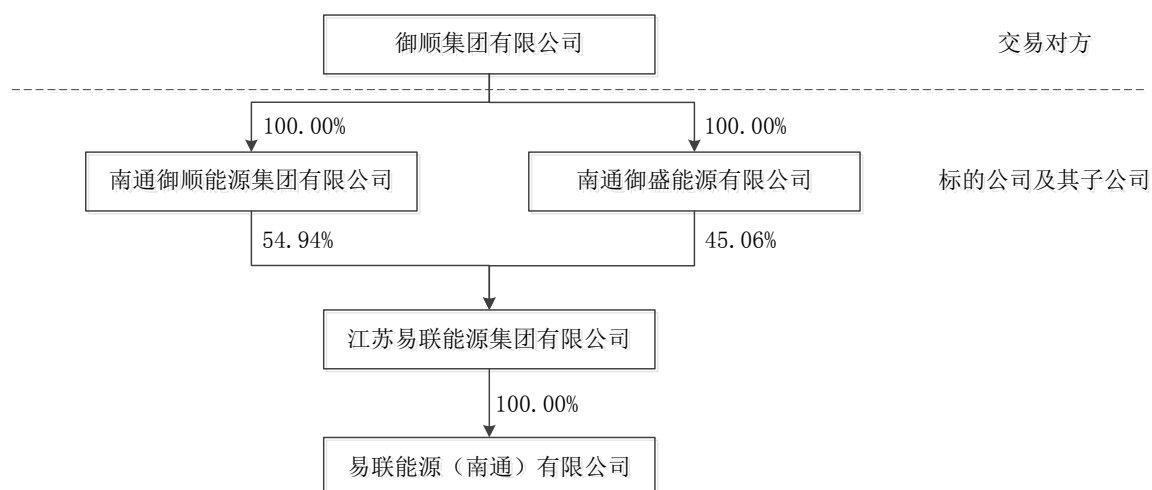 御顺集团有限公司
交易对方
100.00%
100.00%
南通御顺能源集团有限公司
南通御盛能源有限公司
标的公司及其子公司
54.94%
45.06%
江苏易联能源集团有限公司
100.00%
易联能源（南通）有限公司